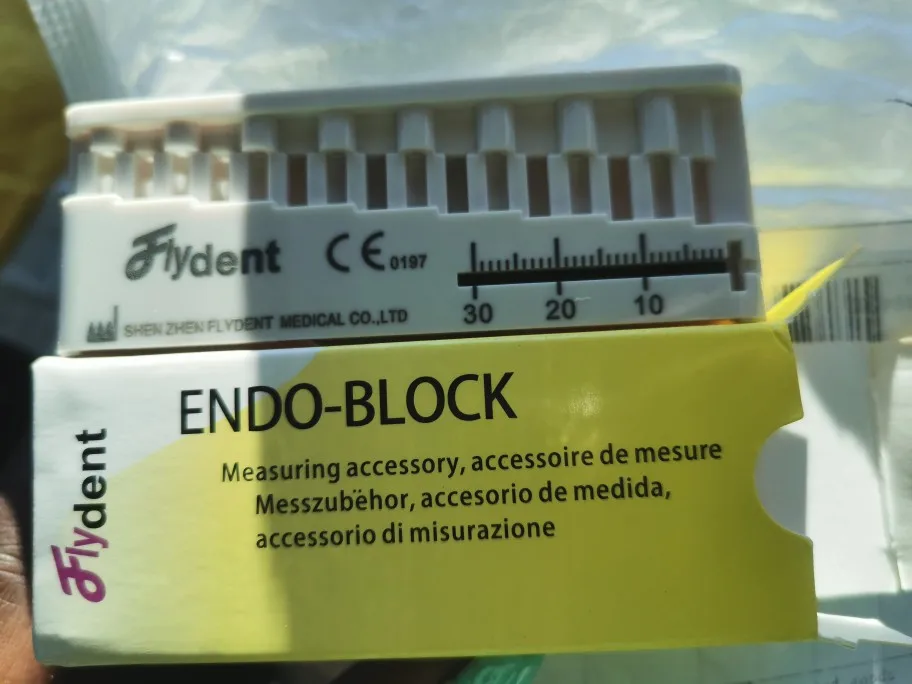 Flydent CE 0197
30 20 10
SHEN ZHEN FLYDENT MEDICAL CO.,LTD
Flydent
ENDO-BLOCK
Measuring accessory, accessoire de mesure
Messzubëhor, accesorio de medida,
accessorio di misurazione